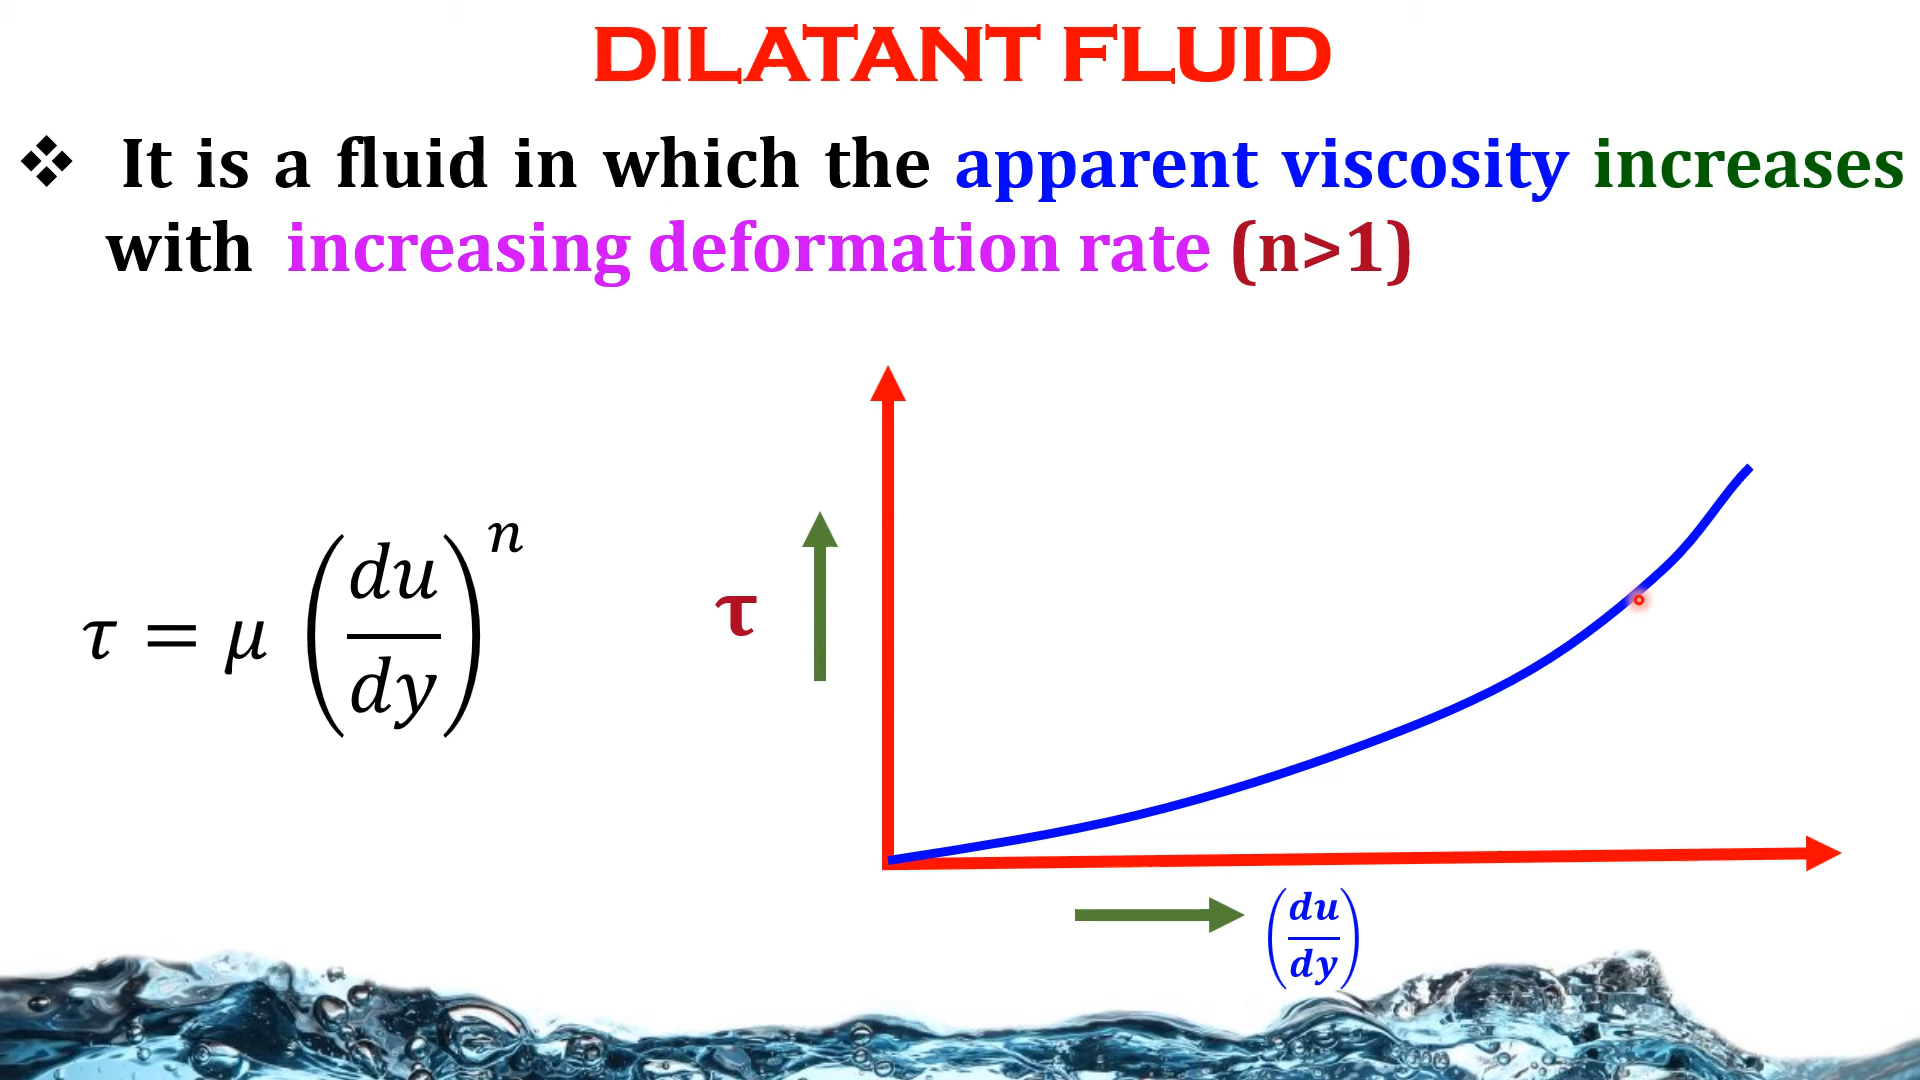 DILATANT FLUID
❖ It is a fluid in which the apparent viscosity increases
with increasing deformation rate (n>1)
τ = μ (du/dy)^n
τ
(du/dy)